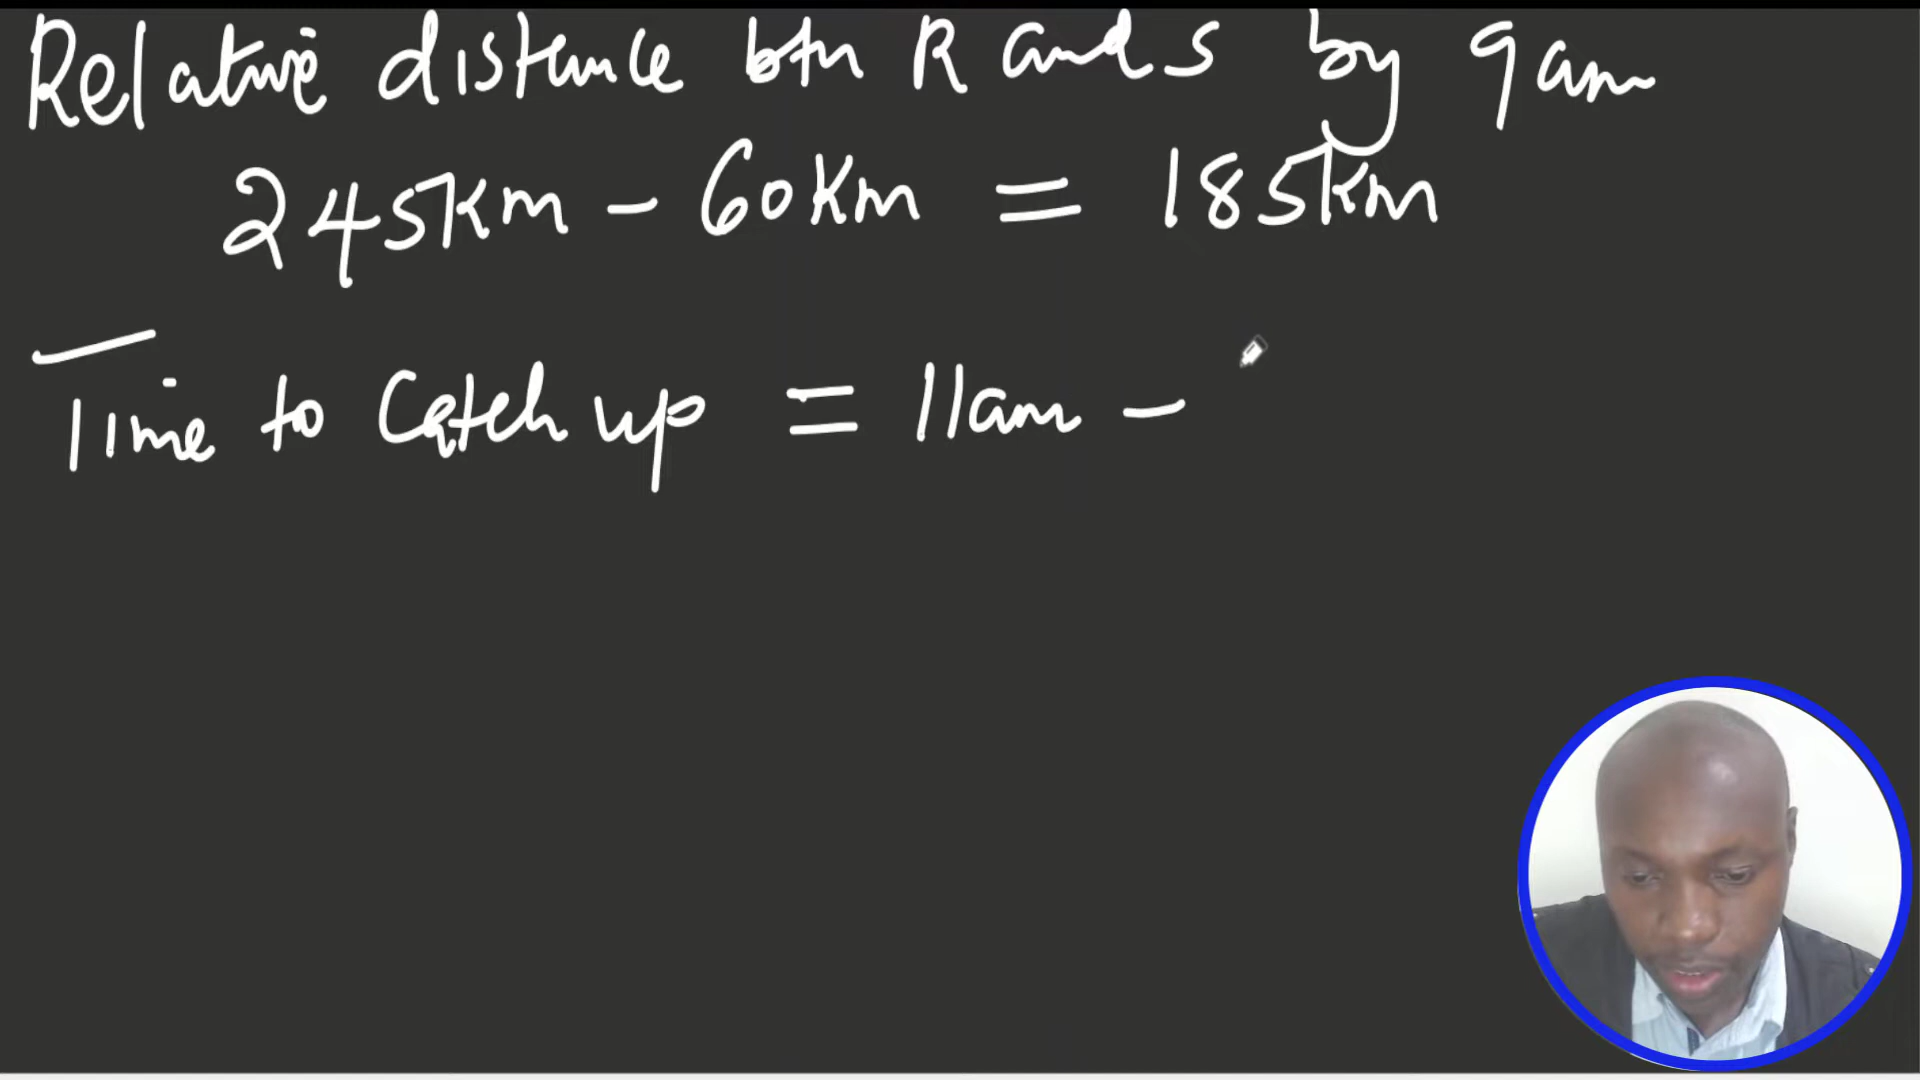 Relative distance btn R and S by 9am
245km - 60km = 185km
Time to Catch up = 11am -